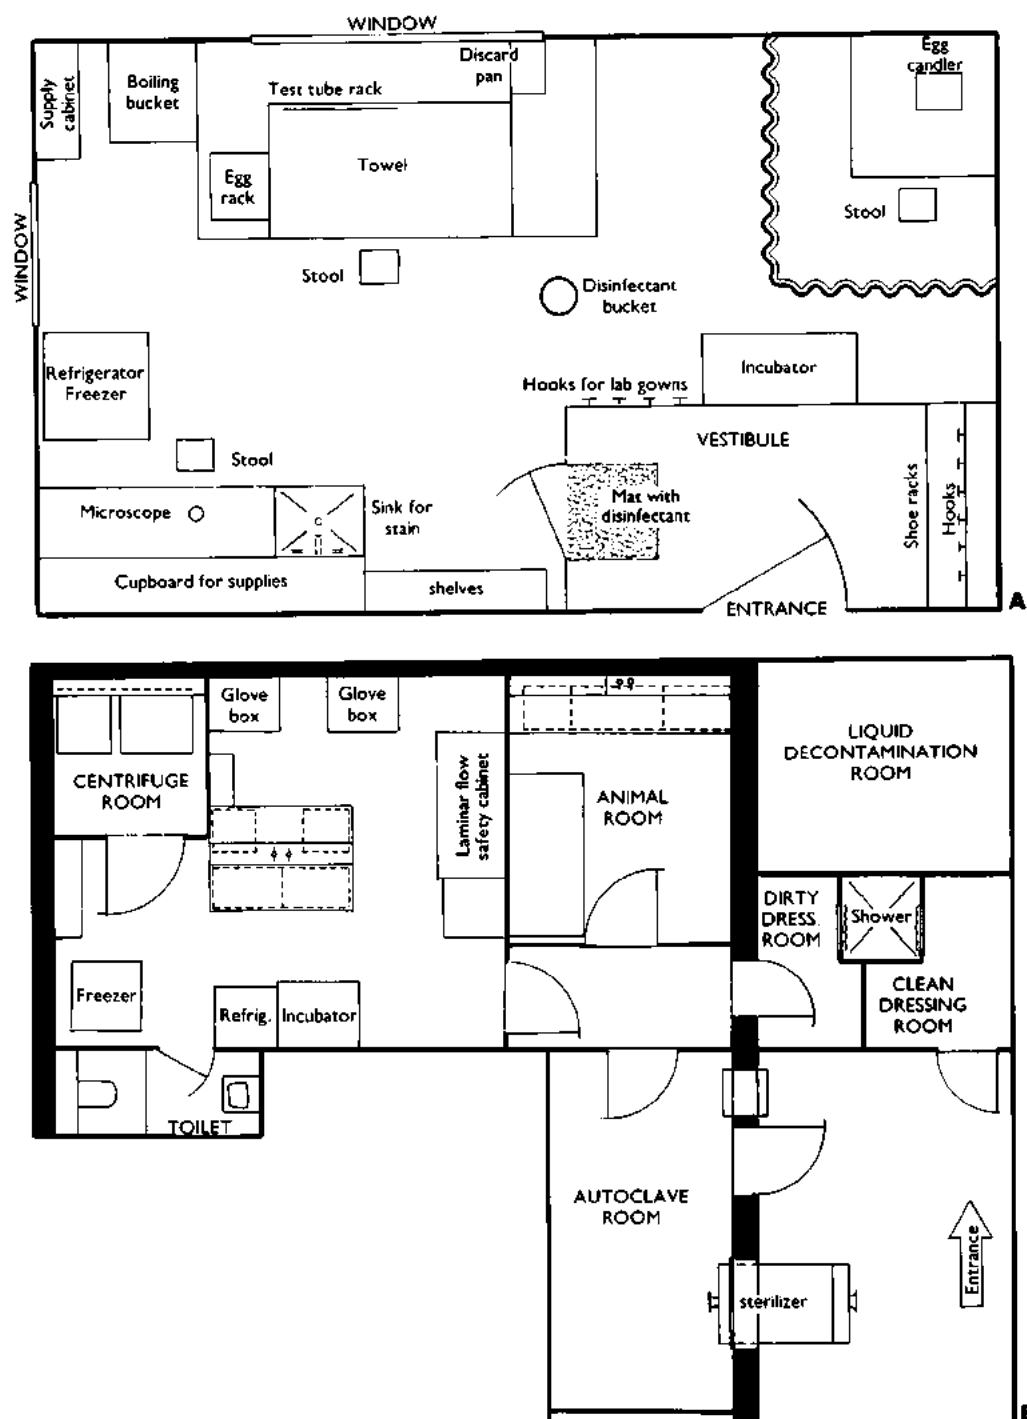 WINDOW
Supply
cabinet
Boiling
bucket
Test tube rack
Discard
pan
Egg
candler
Egg
rack
Towel
Stool
WINDOW
Stool
Disinfectant
bucket
Refrigerator
Freezer
Incubator
Hooks for lab gowns
VESTIBULE
Stool
Microscope
Sink for
stain
Mat with
disinfectant
Shoe racks
Hooks
Cupboard for supplies
shelves
ENTRANCE
A
Glove
box
Glove
box
CENTRIFUGE
ROOM
Laminar flow
safety cabinet
ANIMAL
ROOM
LIQUID
DECONTAMINATION
ROOM
DIRTY
DRESS.
ROOM
Shower
CLEAN
DRESSING
ROOM
Freezer
Refrig.
Incubator
TOILET
AUTOCLAVE
ROOM
Entrance
sterilizer